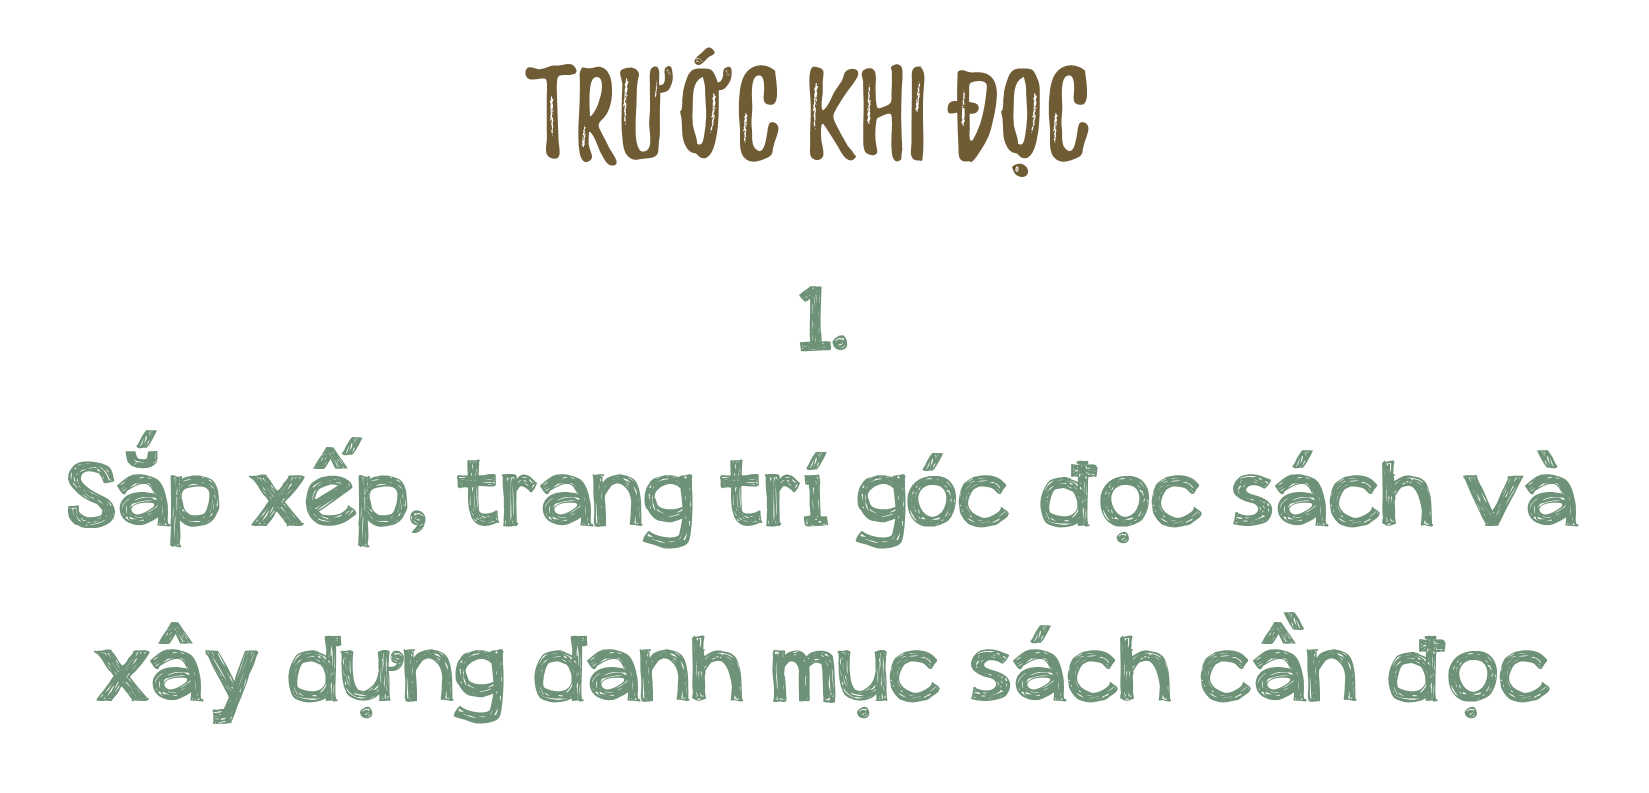 TRƯỚC KHI ĐỌC
1.
Sắp xếp, trang trí góc đọc sách và
xây dựng danh mục sách cần đọc